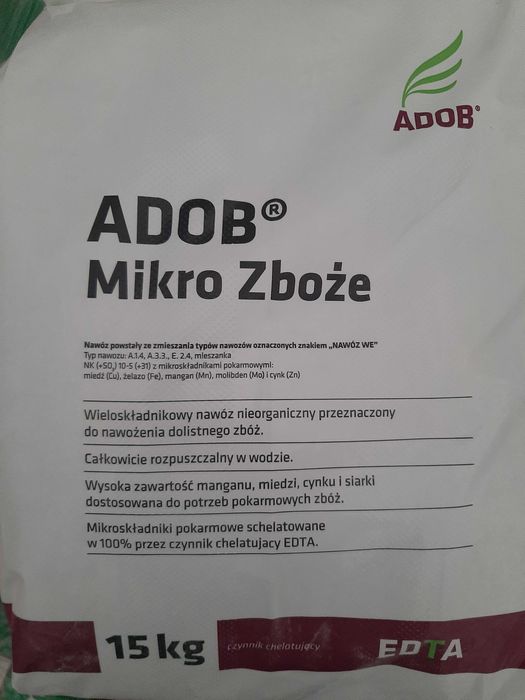 ADOB®
ADOB®
Mikro Zboże
Nawóz powstały ze zmieszania typów nawozów oznaczonych znakiem „NAWÓZ WE"
Typ nawozu: A.1.4, A.3.3., E. 2.4, mieszanka
NK (+SO₃) 10-5 (+31) z mikroskładnikami pokarmowymi:
miedź (Cu), żelazo (Fe), mangan (Mn), molibden (Mo) i cynk (Zn)
Wieloskładnikowy nawóz nieorganiczny przeznaczony
do nawożenia dolistnego zbóż.
Całkowicie rozpuszczalny w wodzie.
Wysoka zawartość manganu, miedzi, cynku i siarki
dostosowana do potrzeb pokarmowych zbóż.
Mikroskładniki pokarmowe schelatowane
w 100% przez czynnik chelatujacy EDTA.
15 kg
czynnik chelatujący
EDTA